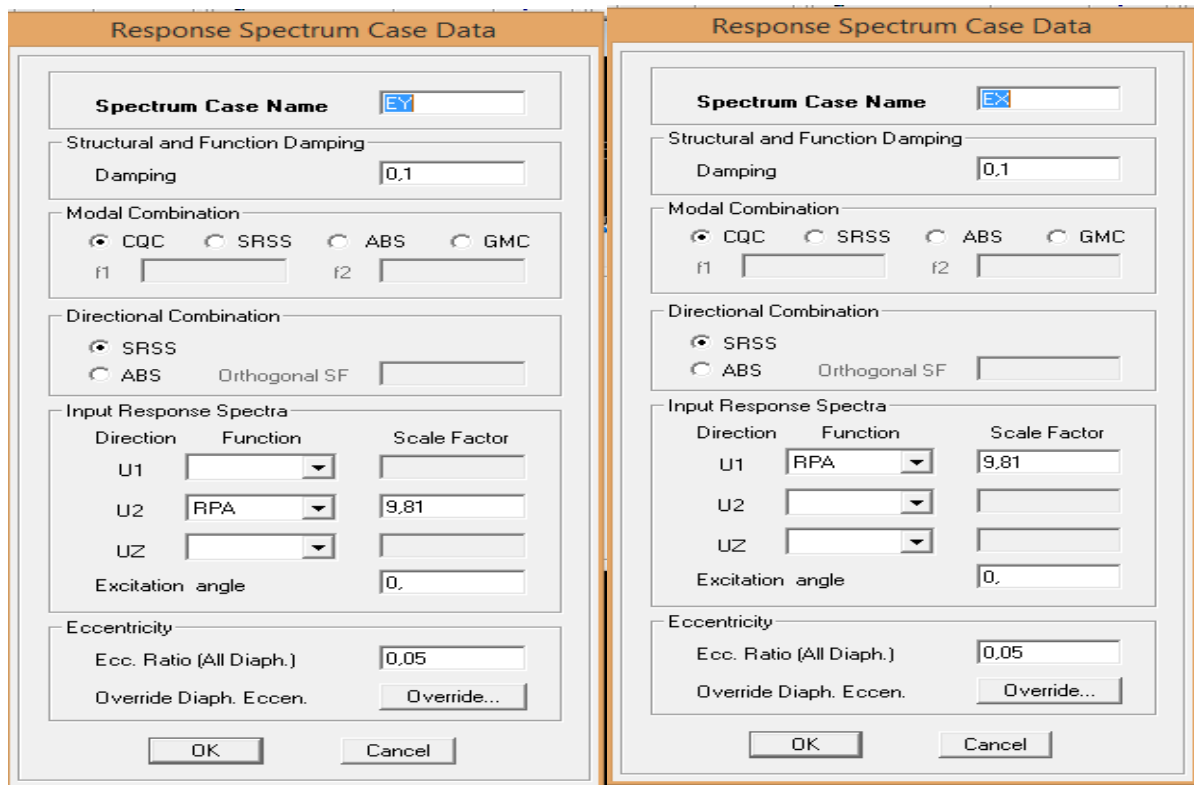 Response Spectrum Case Data
Spectrum Case Name EY
Structural and Function Damping
Damping 0,1
Modal Combination
CQC SRSS ABS GMC
f1 f2
Directional Combination
SRSS
ABS Orthogonal SF
Input Response Spectra
Direction Function Scale Factor
U1
U2 RPA 9,81
UZ
Excitation angle 0,
Eccentricity
Ecc. Ratio (All Diaph.) 0,05
Override Diaph. Eccen. Override...
OK Cancel
Response Spectrum Case Data
Spectrum Case Name EX
Structural and Function Damping
Damping 0,1
Modal Combination
CQC SRSS ABS GMC
f1 f2
Directional Combination
SRSS
ABS Orthogonal SF
Input Response Spectra
Direction Function Scale Factor
U1 RPA 9,81
U2
UZ
Excitation angle 0,
Eccentricity
Ecc. Ratio (All Diaph.) 0,05
Override Diaph. Eccen. Override...
OK Cancel